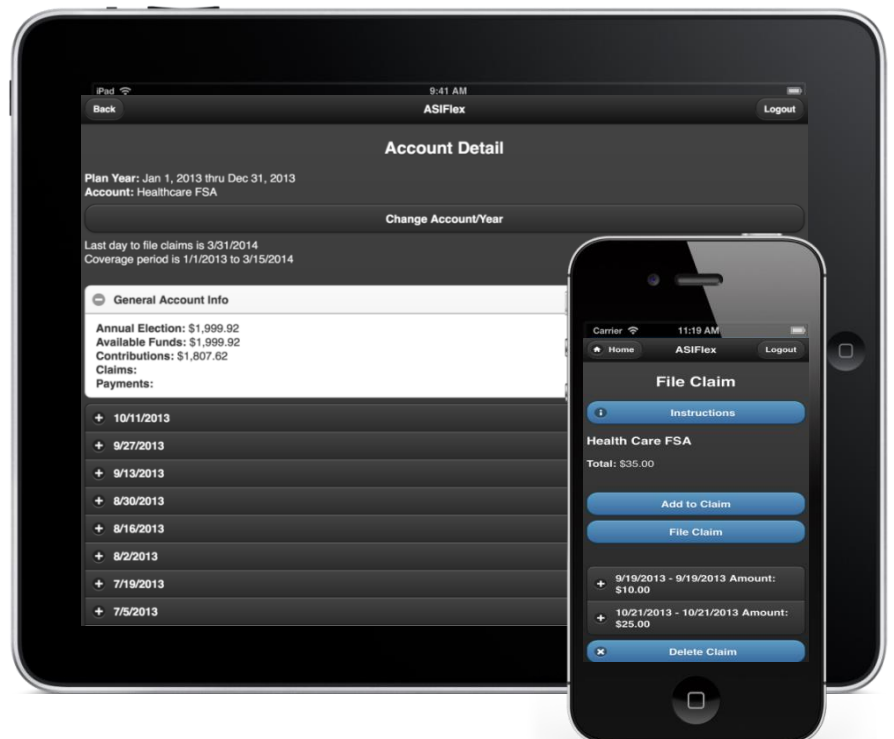 iPad 9:41 AM
Back ASIFlex Logout
Account Detail
Plan Year: Jan 1, 2013 thru Dec 31, 2013
Account: Healthcare FSA
Change Account/Year
Last day to file claims is 3/31/2014
Coverage period is 1/1/2013 to 3/15/2014
General Account Info
Annual Election: $1,999.92
Available Funds: $1,999.92
Contributions: $1,807.62
Claims:
Payments:
10/11/2013
9/27/2013
9/13/2013
8/30/2013
8/16/2013
8/2/2013
7/19/2013
7/5/2013
Carrier 11:19 AM
Home ASIFlex Logout
File Claim
Instructions
Health Care FSA
Total: $35.00
Add to Claim
File Claim
9/19/2013 - 9/19/2013 Amount:
$10.00
10/21/2013 - 10/21/2013 Amount:
$25.00
Delete Claim